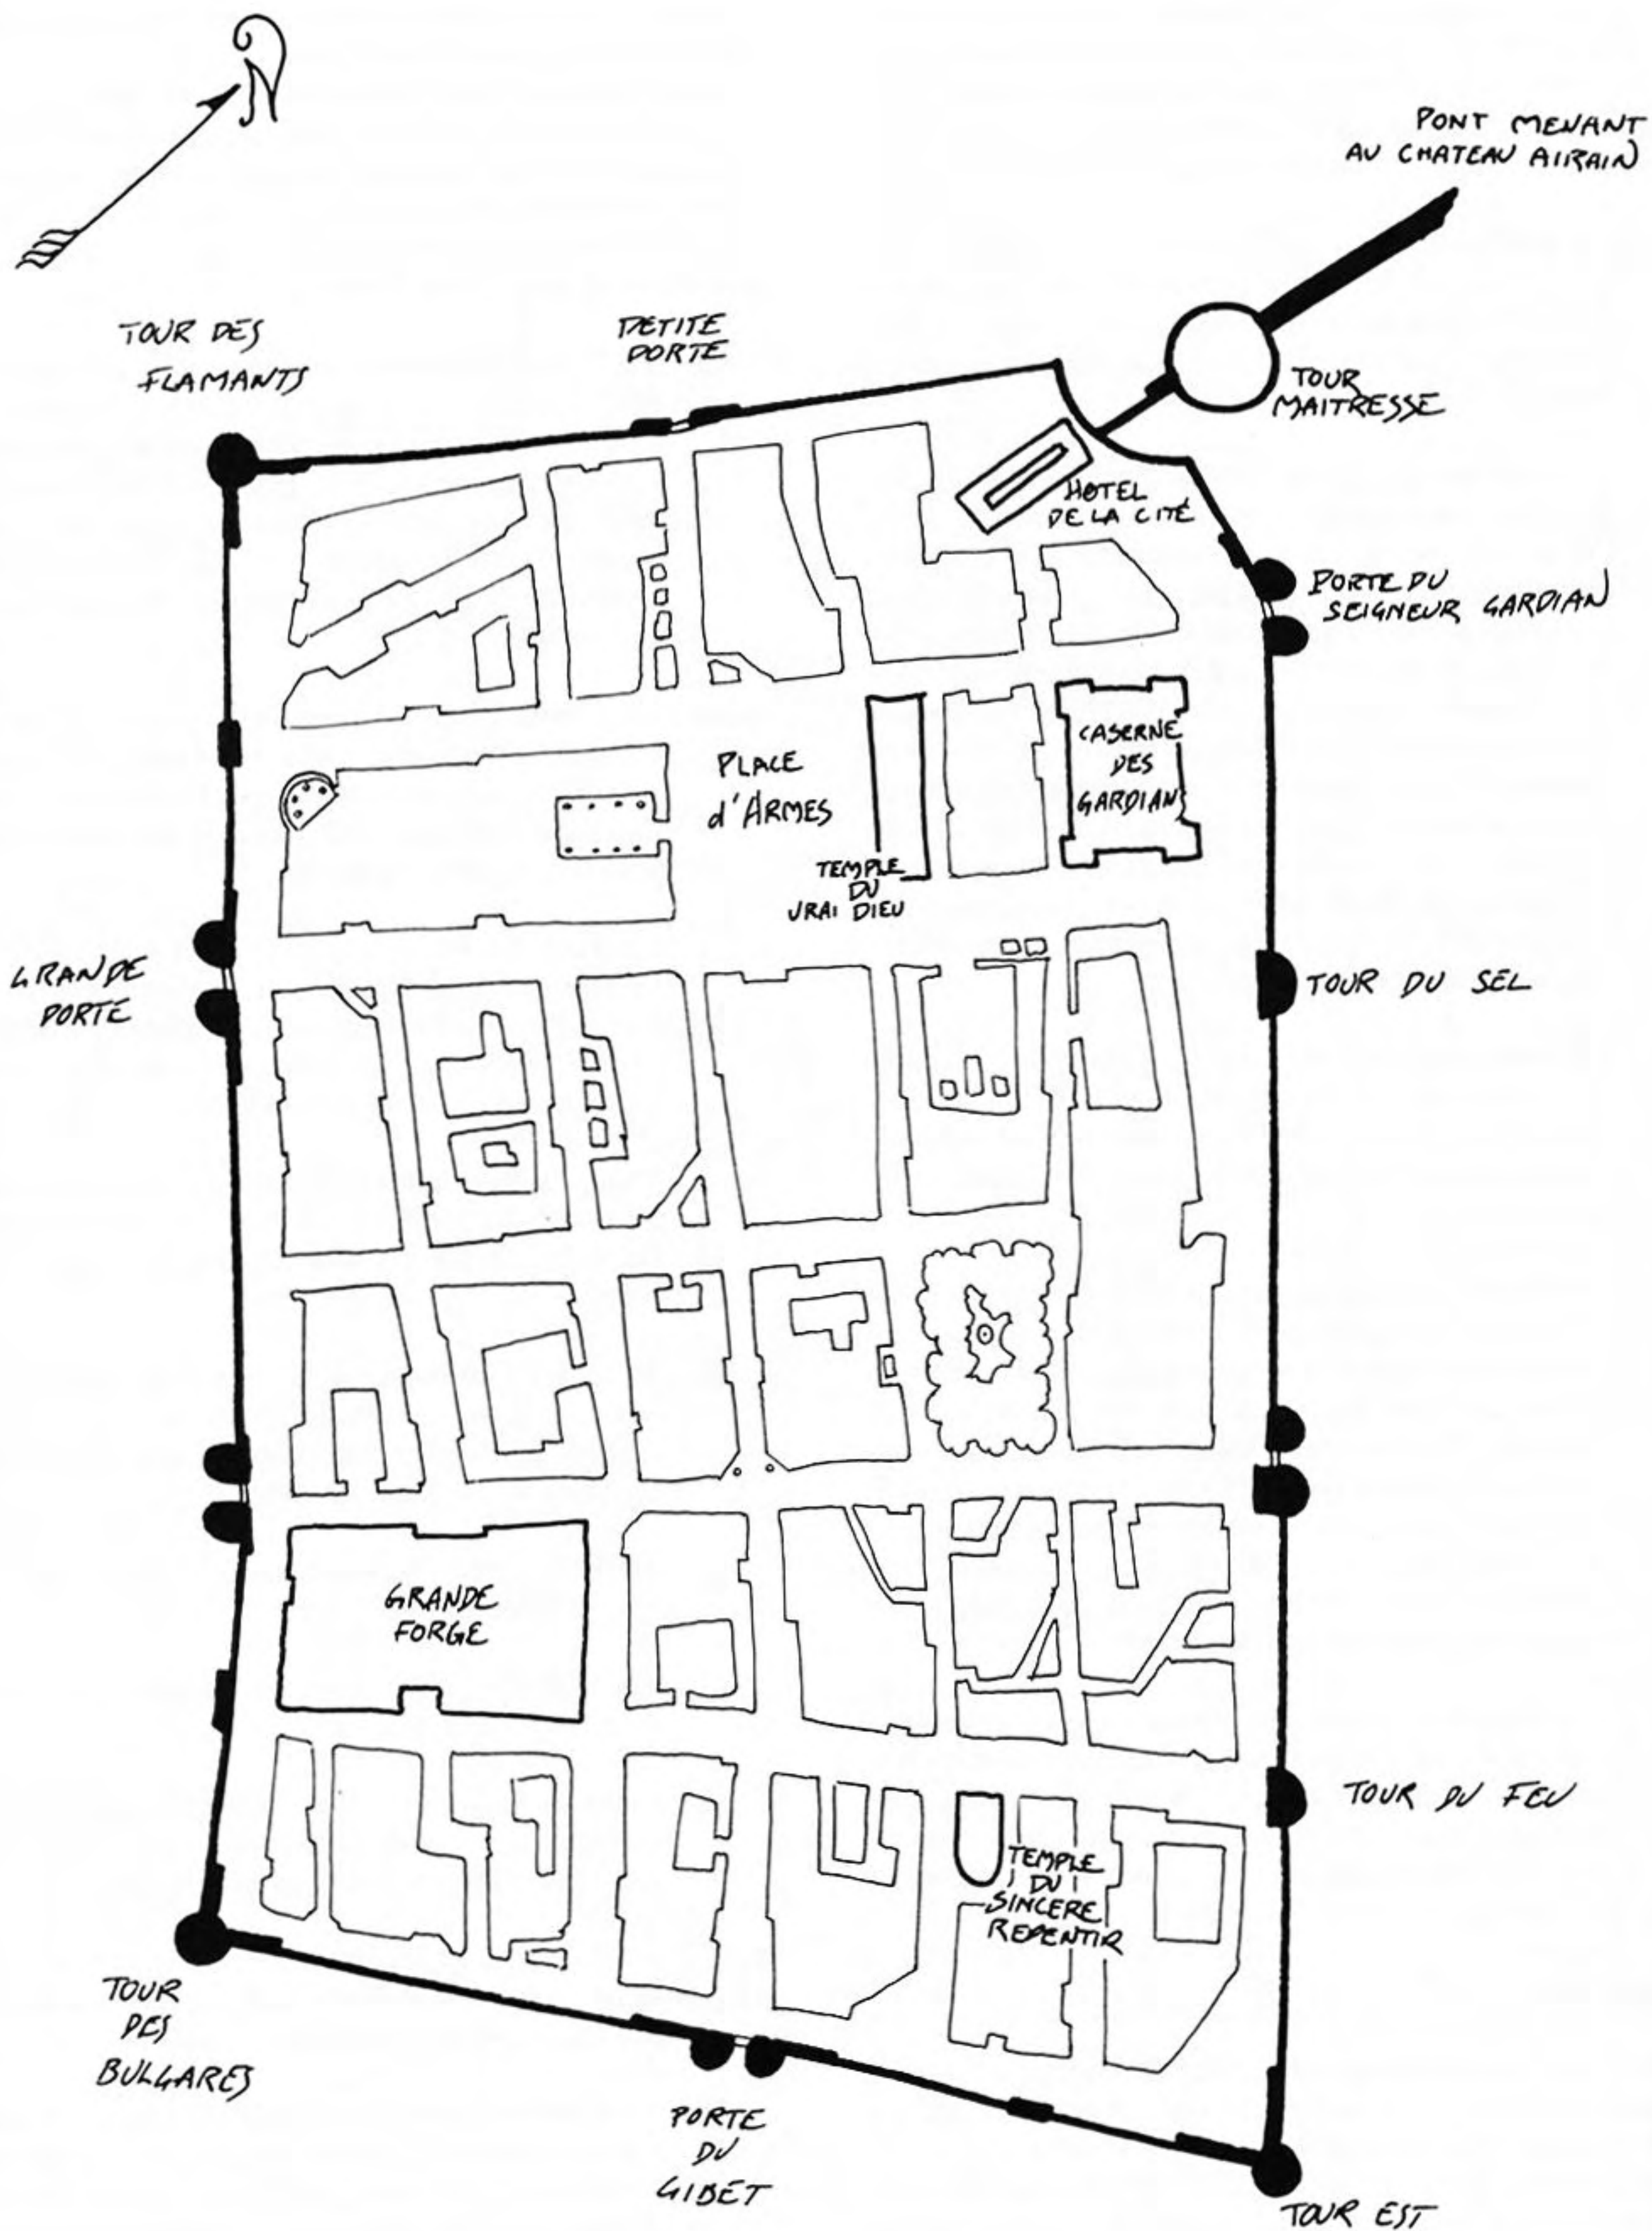 N
PONT MENANT
AU CHATEAU AIRAIN
TOUR DES
FLAMANTS
PETITE
PORTE
TOUR
MAITRESSE
HOTEL
DE LA CITÉ
PORTE DU
SEIGNEUR GARDIAN
CASERNE
DES
GARDIAN
PLACE
d'ARMES
TEMPLE
DU
VRAI DIEU
GRANDE
PORTE
TOUR DU SEL
GRANDE
FORGE
TOUR DU FEU
TEMPLE
DU
SINCERE
REPENTIR
TOUR
DES
BULGARES
PORTE
DU
GIBET
TOUR EST